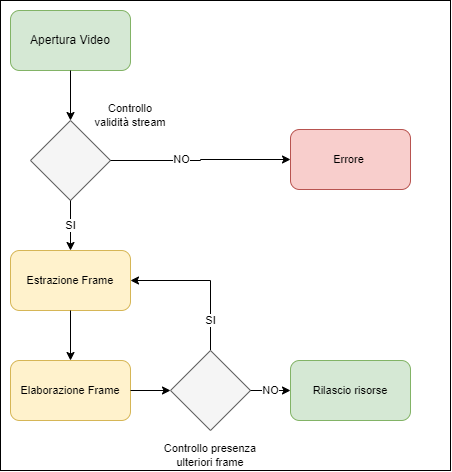 Apertura Video
Controllo
validità stream
NO
Errore
SI
Estrazione Frame
SI
Elaborazione Frame
NO
Rilascio risorse
Controllo presenza
ulteriori frame